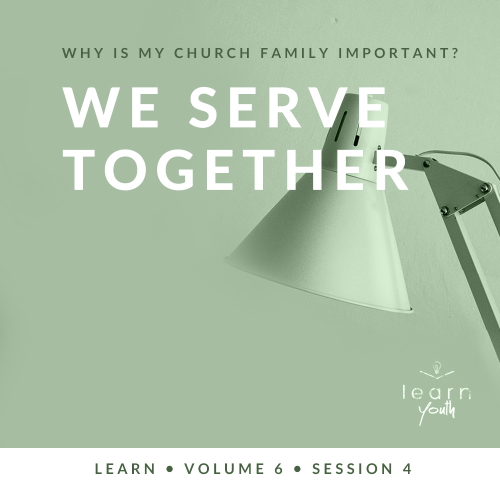 WHY IS MY CHURCH FAMILY IMPORTANT?
WE SERVE
TOGETHER
learn
youth
LEARN • VOLUME 6 • SESSION 4